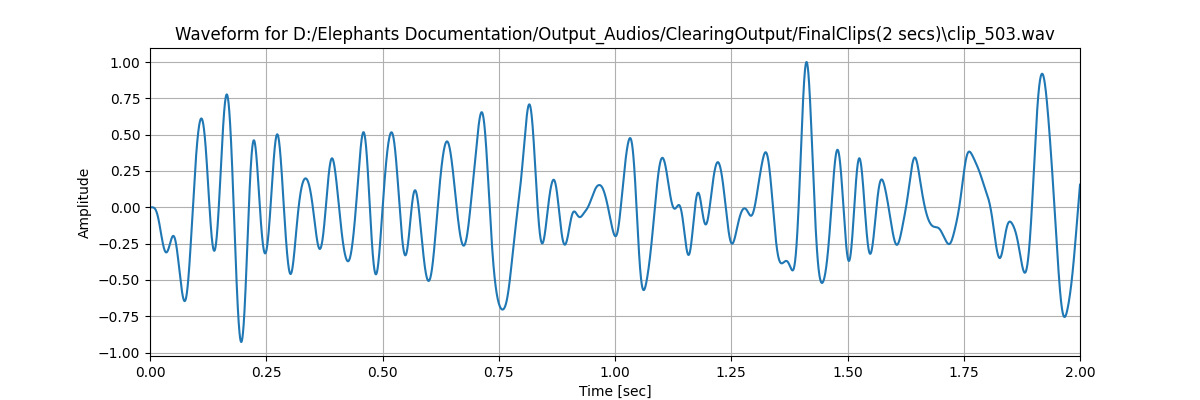 Waveform for D:/Elephants Documentation/Output_Audios/ClearingOutput/FinalClips(2 secs)\clip_503.wav
1.00
0.75
0.50
0.25
0.00
−0.25
−0.50
−0.75
−1.00
Amplitude
0.00 0.25 0.50 0.75 1.00 1.25 1.50 1.75 2.00
Time [sec]